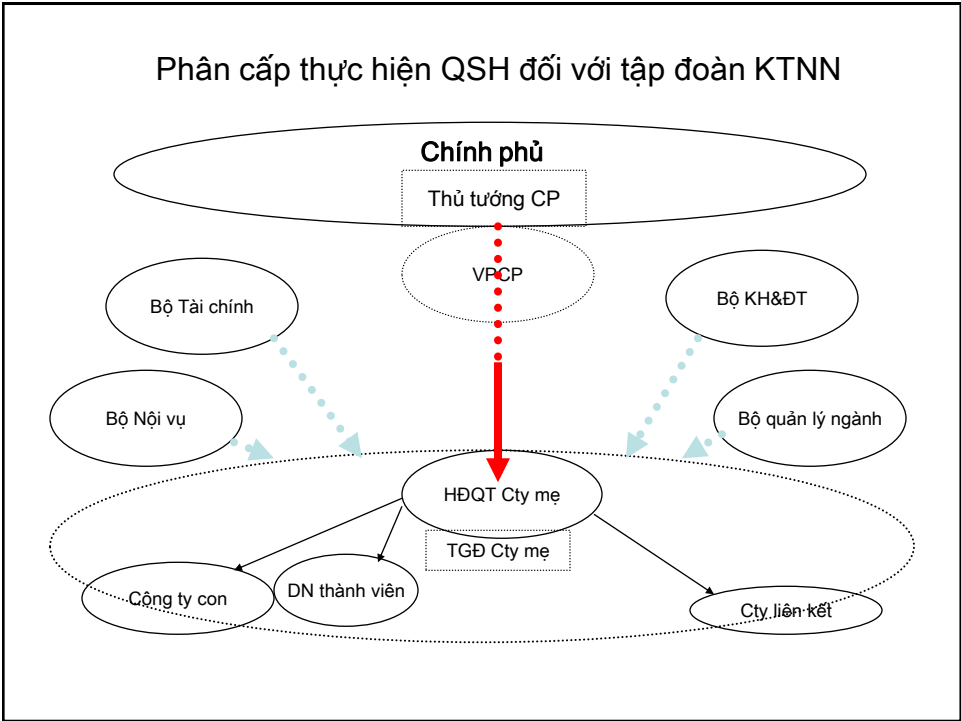 Phân cấp thực hiện QSH đối với tập đoàn KTNN
Chính phủ
Thủ tướng CP
VPCP
Bộ Tài chính
Bộ KH&ĐT
Bộ Nội vụ
Bộ quản lý ngành
HĐQT Cty mẹ
TGĐ Cty mẹ
Công ty con
DN thành viên
Cty liên kết